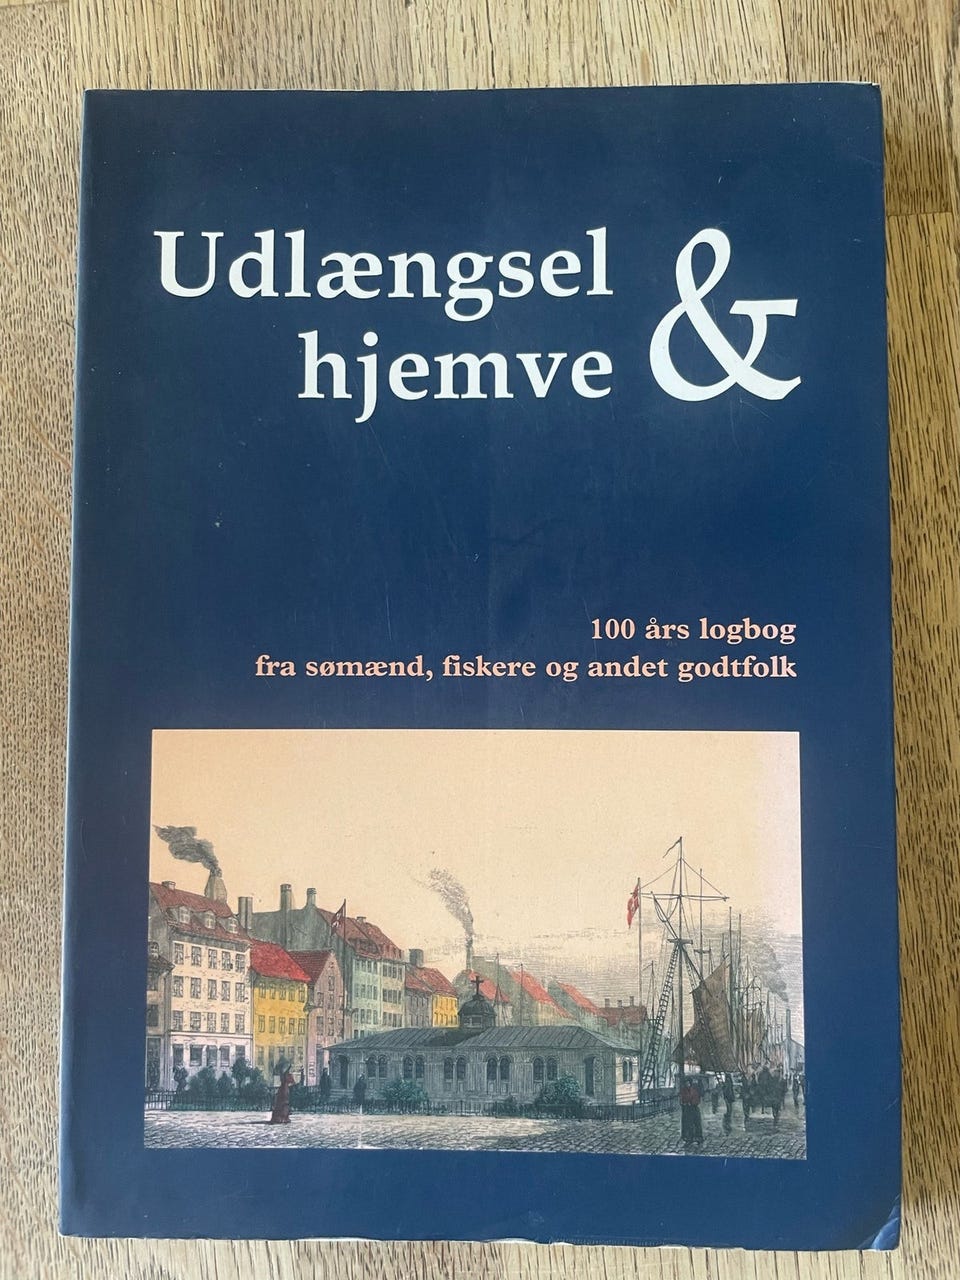 Udlængsel &
hjemve
100 års logbog
fra sømænd, fiskere og andet godtfolk